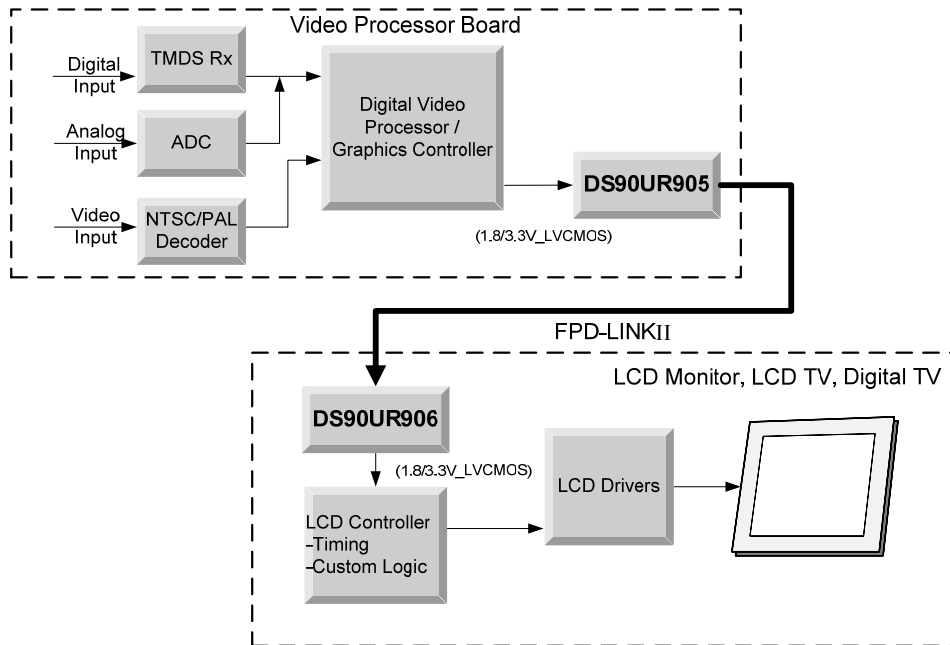 Video Processor Board
Digital
Input
TMDS Rx
Analog
Input
ADC
Video
Input
NTSC/PAL
Decoder
Digital Video
Processor /
Graphics Controller
DS90UR905
(1.8/3.3V_LVCMOS)
FPD-LINKII
LCD Monitor, LCD TV, Digital TV
DS90UR906
(1.8/3.3V_LVCMOS)
LCD Controller
-Timing
-Custom Logic
LCD Drivers